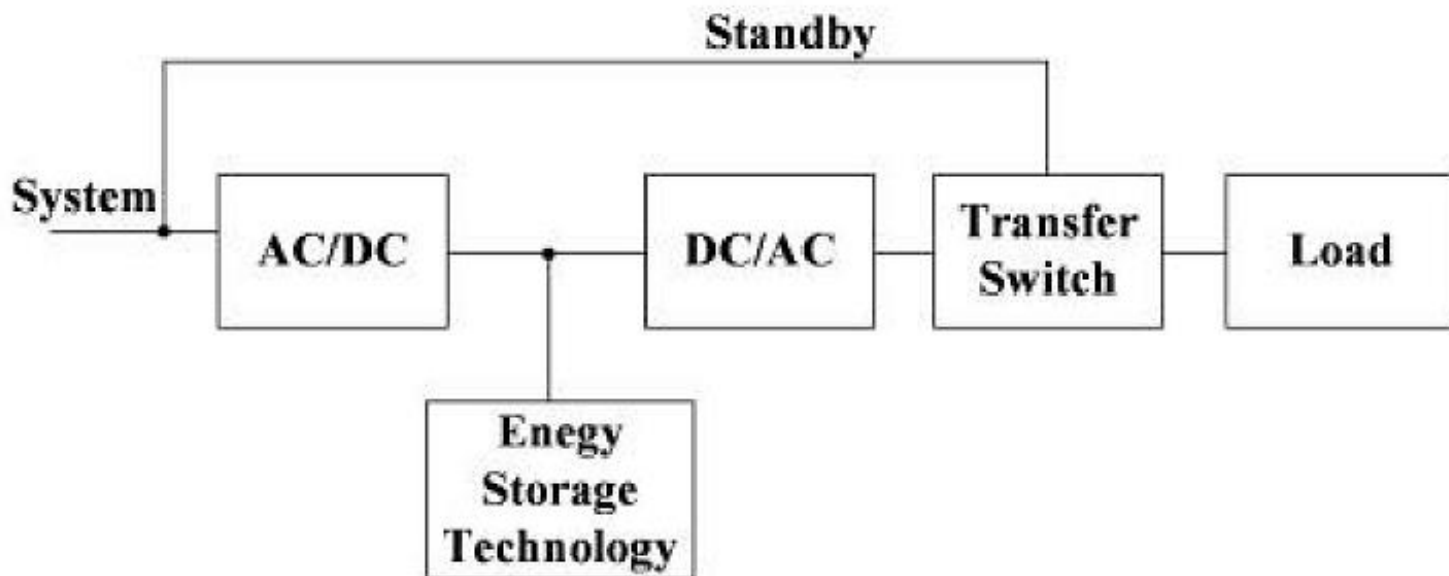 Standby
System
AC/DC
DC/AC
Transfer
Switch
Load
Enegy
Storage
Technology